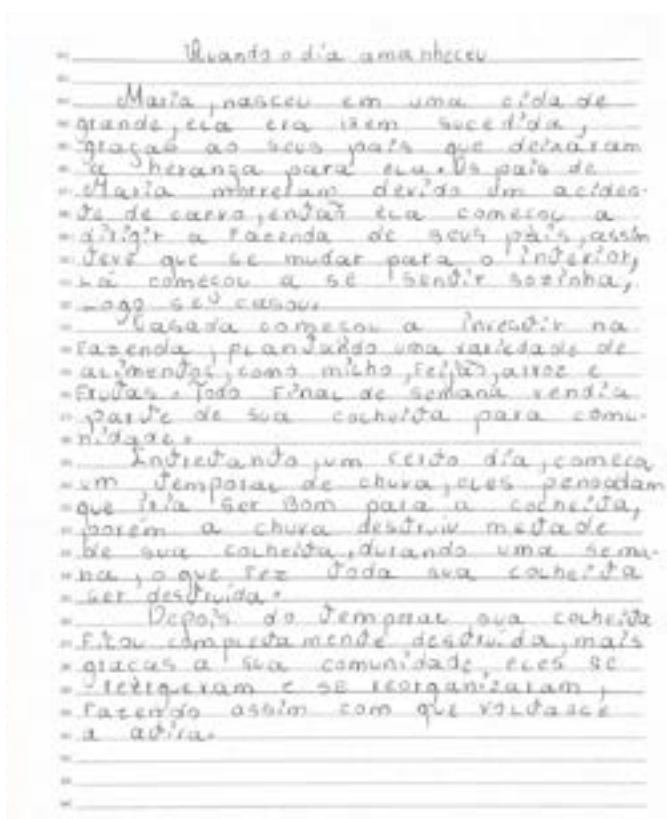 Quando o dia amanheceu
Maria, nasceu em uma cidade
grande, ela era bem sucedida,
graças ao seus pais que deixaram
a herança para ela. Os pais de
Maria morreram devido um aciden-
te de carro, então ela começou a
dirigir a fazenda de seus pais, assim
teve que se mudar para o interior,
Lá começou a se sentir sozinha,
Logo seu casou.
Casada começou a investir na
fazenda, plantando uma variedade de
alimentos, como milho, feijão, arroz e
frutas. Todo final de semana vendia
parte de sua colheita para comu-
nidade.
Entretanto, um certo dia, começa
um temporal de chuva, eles pensadam
que iria ser bom para a colheita,
porém a chuva destruiu metade
de sua colheita, durando uma sema-
na, o que fez toda sua colheita
ser destruida.
Depois do temporal sua colheita
ficou completamente destruida, mais
gracas a sua comunidade eles se
reergueram e se reorganizaram,
fazendo assim com que voltasse
a ativa.